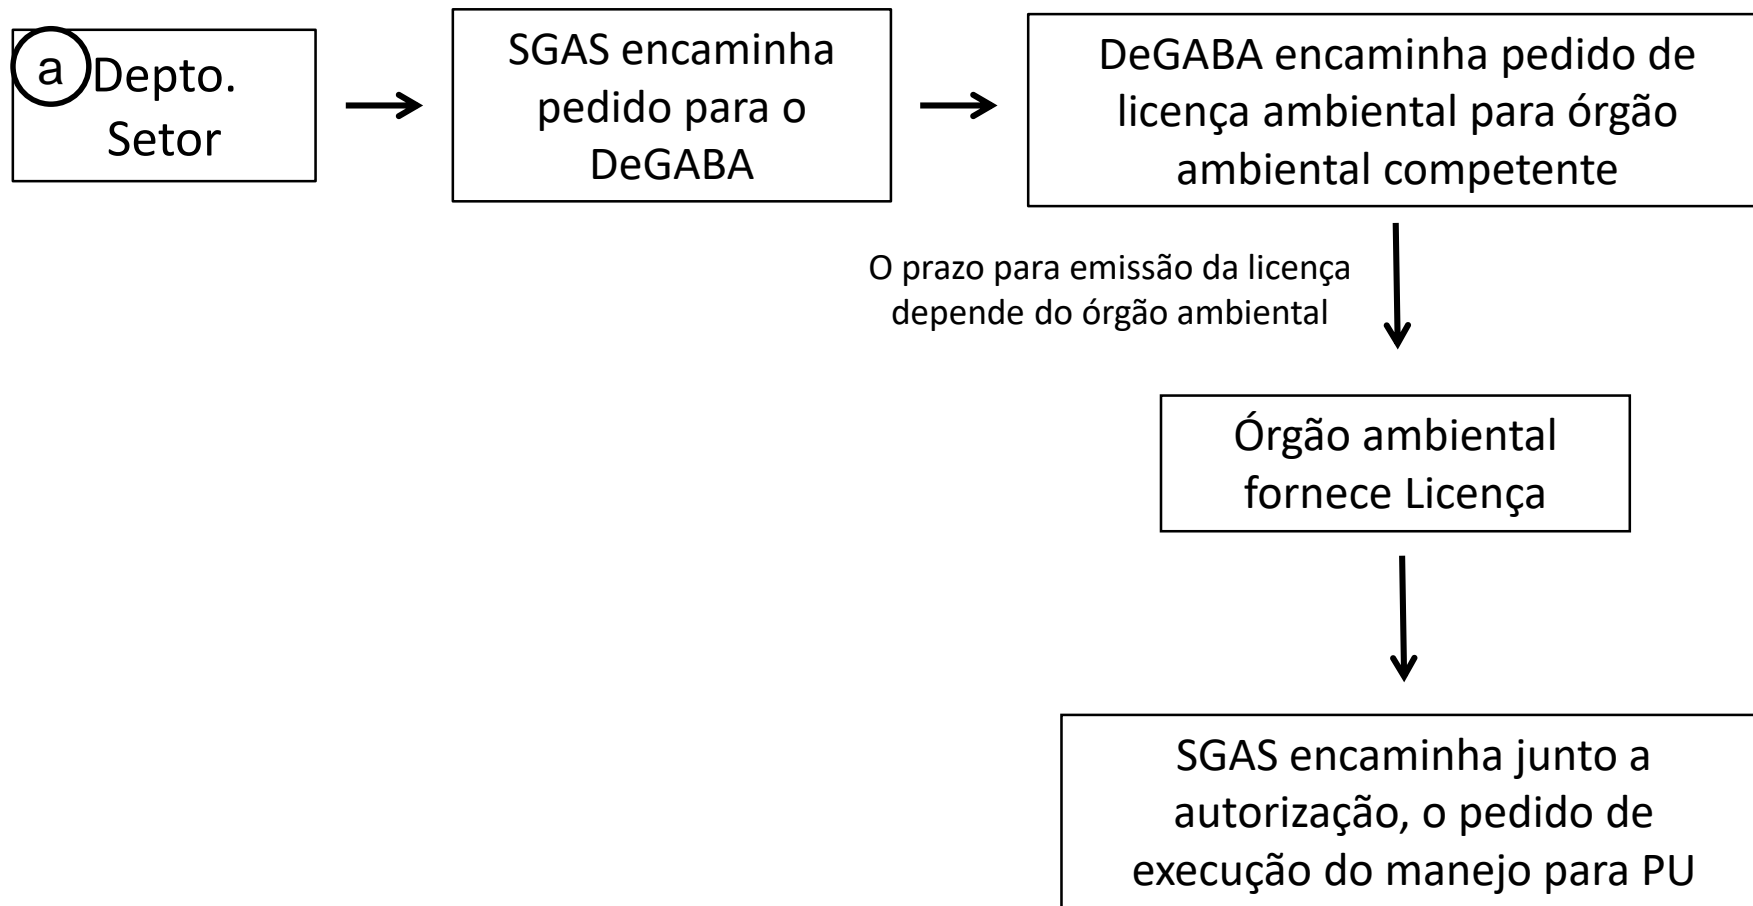 a
Depto.
Setor
SGAS encaminha
pedido para o
DeGABA
DeGABA encaminha pedido de
licença ambiental para órgão
ambiental competente
O prazo para emissão da licença
depende do órgão ambiental
Órgão ambiental
fornece Licença
SGAS encaminha junto a
autorização, o pedido de
execução do manejo para PU